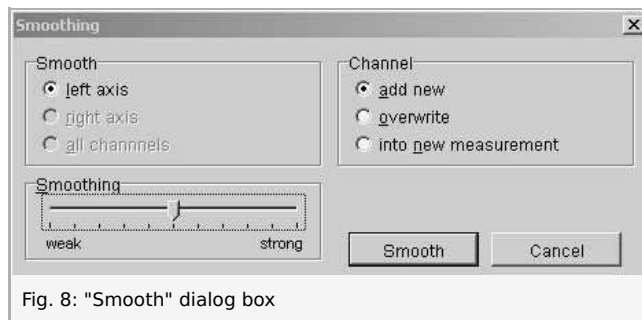 Smoothing
Smooth
left axis
right axis
all channnels
Channel
add new
overwrite
into new measurement
Smoothing
weak strong
Smooth Cancel
Fig. 8: "Smooth" dialog box